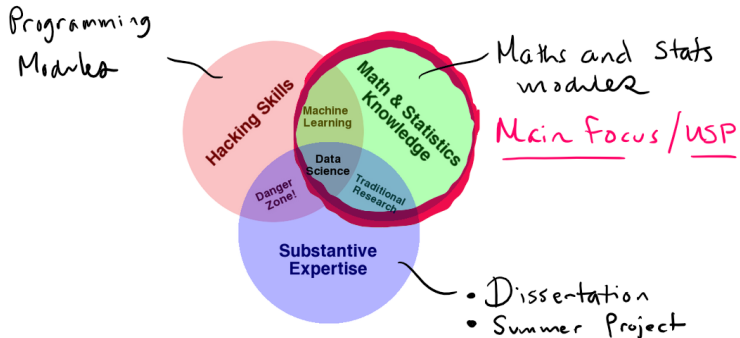 Programming
Modules
Maths and Stats
modules
Main Focus/USP
Hacking Skills
Math & Statistics
Knowledge
Machine
Learning
Data
Science
Danger
Zone!
Traditional
Research
Substantive
Expertise
• Dissertation
• Summer Project